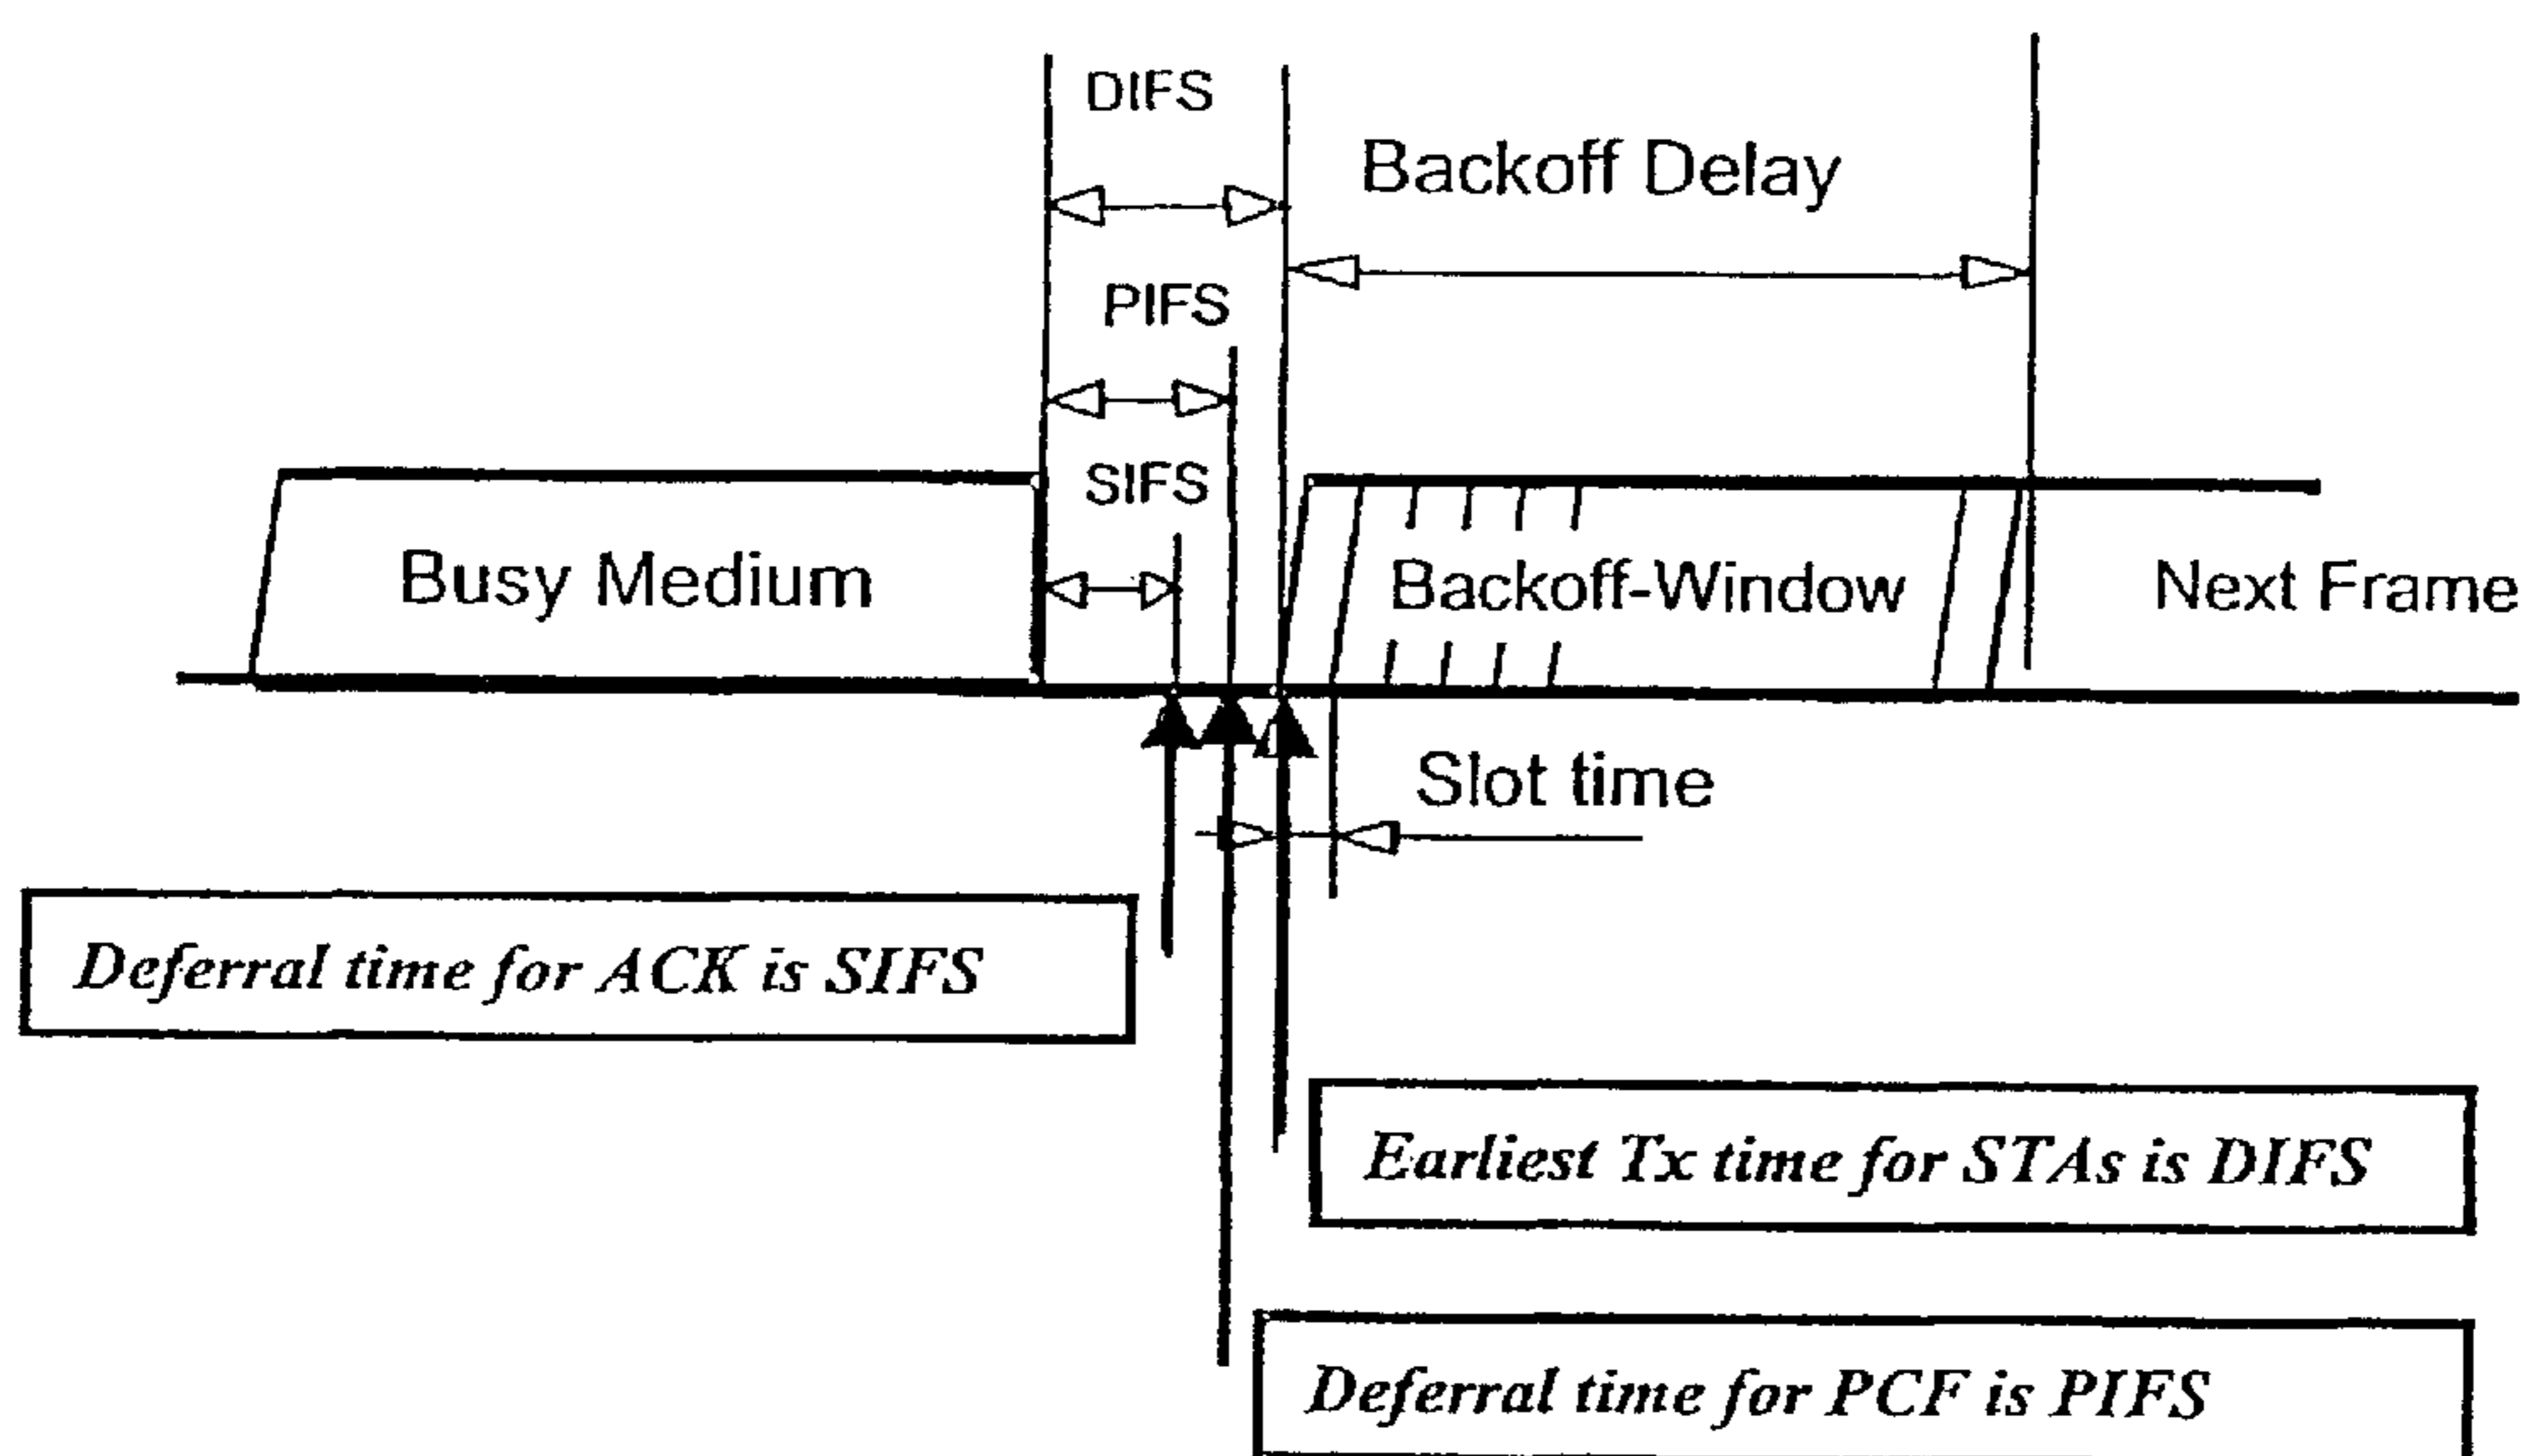 DIFS
Backoff Delay
PIFS
SIFS
Busy Medium
Backoff-Window
Next Frame
Slot time
Deferral time for ACK is SIFS
Earliest Tx time for STAs is DIFS
Deferral time for PCF is PIFS